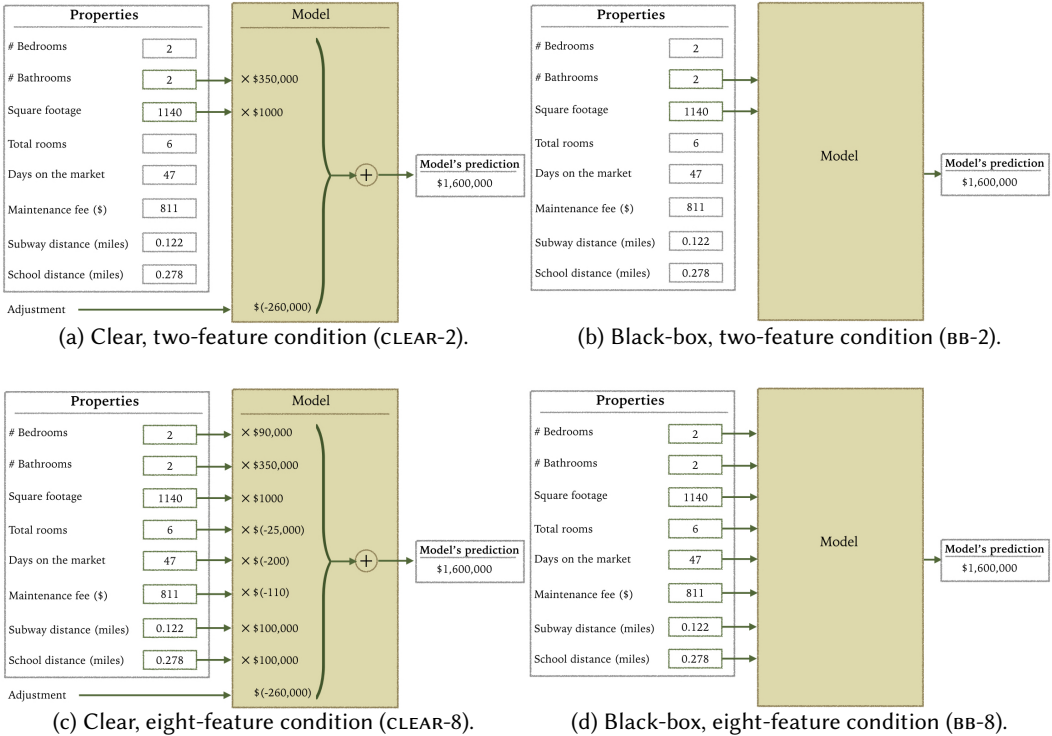 Properties
# Bedrooms 2
# Bathrooms 2
Square footage 1140
Total rooms 6
Days on the market 47
Maintenance fee ($) 811
Subway distance (miles) 0.122
School distance (miles) 0.278
Adjustment
Model
× $350,000
× $1000
+
$(-260,000)
Model's prediction
$1,600,000
(a) Clear, two-feature condition (CLEAR-2).
Properties
# Bedrooms 2
# Bathrooms 2
Square footage 1140
Total rooms 6
Days on the market 47
Maintenance fee ($) 811
Subway distance (miles) 0.122
School distance (miles) 0.278
Model
Model's prediction
$1,600,000
(b) Black-box, two-feature condition (BB-2).
Properties
# Bedrooms 2
# Bathrooms 2
Square footage 1140
Total rooms 6
Days on the market 47
Maintenance fee ($) 811
Subway distance (miles) 0.122
School distance (miles) 0.278
Adjustment
Model
× $90,000
× $350,000
× $1000
× $(-25,000)
× $(-200)
× $(-110)
× $100,000
× $100,000
+
$(-260,000)
Model's prediction
$1,600,000
(c) Clear, eight-feature condition (CLEAR-8).
Properties
# Bedrooms 2
# Bathrooms 2
Square footage 1140
Total rooms 6
Days on the market 47
Maintenance fee ($) 811
Subway distance (miles) 0.122
School distance (miles) 0.278
Model
Model's prediction
$1,600,000
(d) Black-box, eight-feature condition (BB-8).